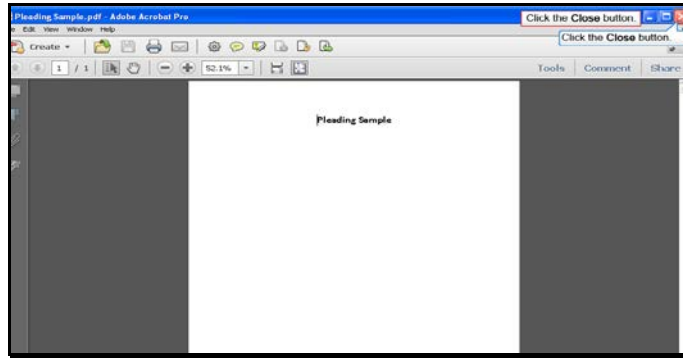 Pleading Sample.pdf - Adobe Acrobat Pro
Click the Close button.
Edit View Window Help
Click the Close button.
Create
1 / 1 52.1% Tools Comment Share
Pleading Sample